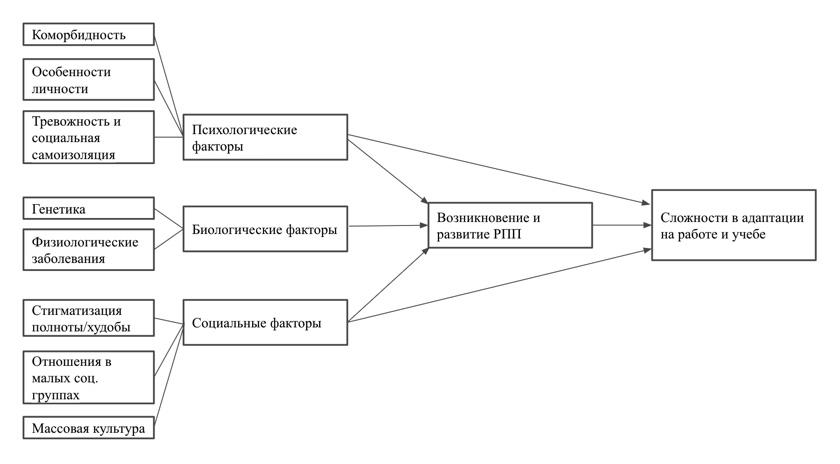 Коморбидность
Особенности
личности
Тревожность и
социальная
самоизоляция
Психологические
факторы
Генетика
Физиологические
заболевания
Биологические факторы
Стигматизация
полноты/худобы
Отношения в
малых соц.
группах
Массовая культура
Социальные факторы
Возникновение и
развитие РПП
Сложности в адаптации
на работе и учебе